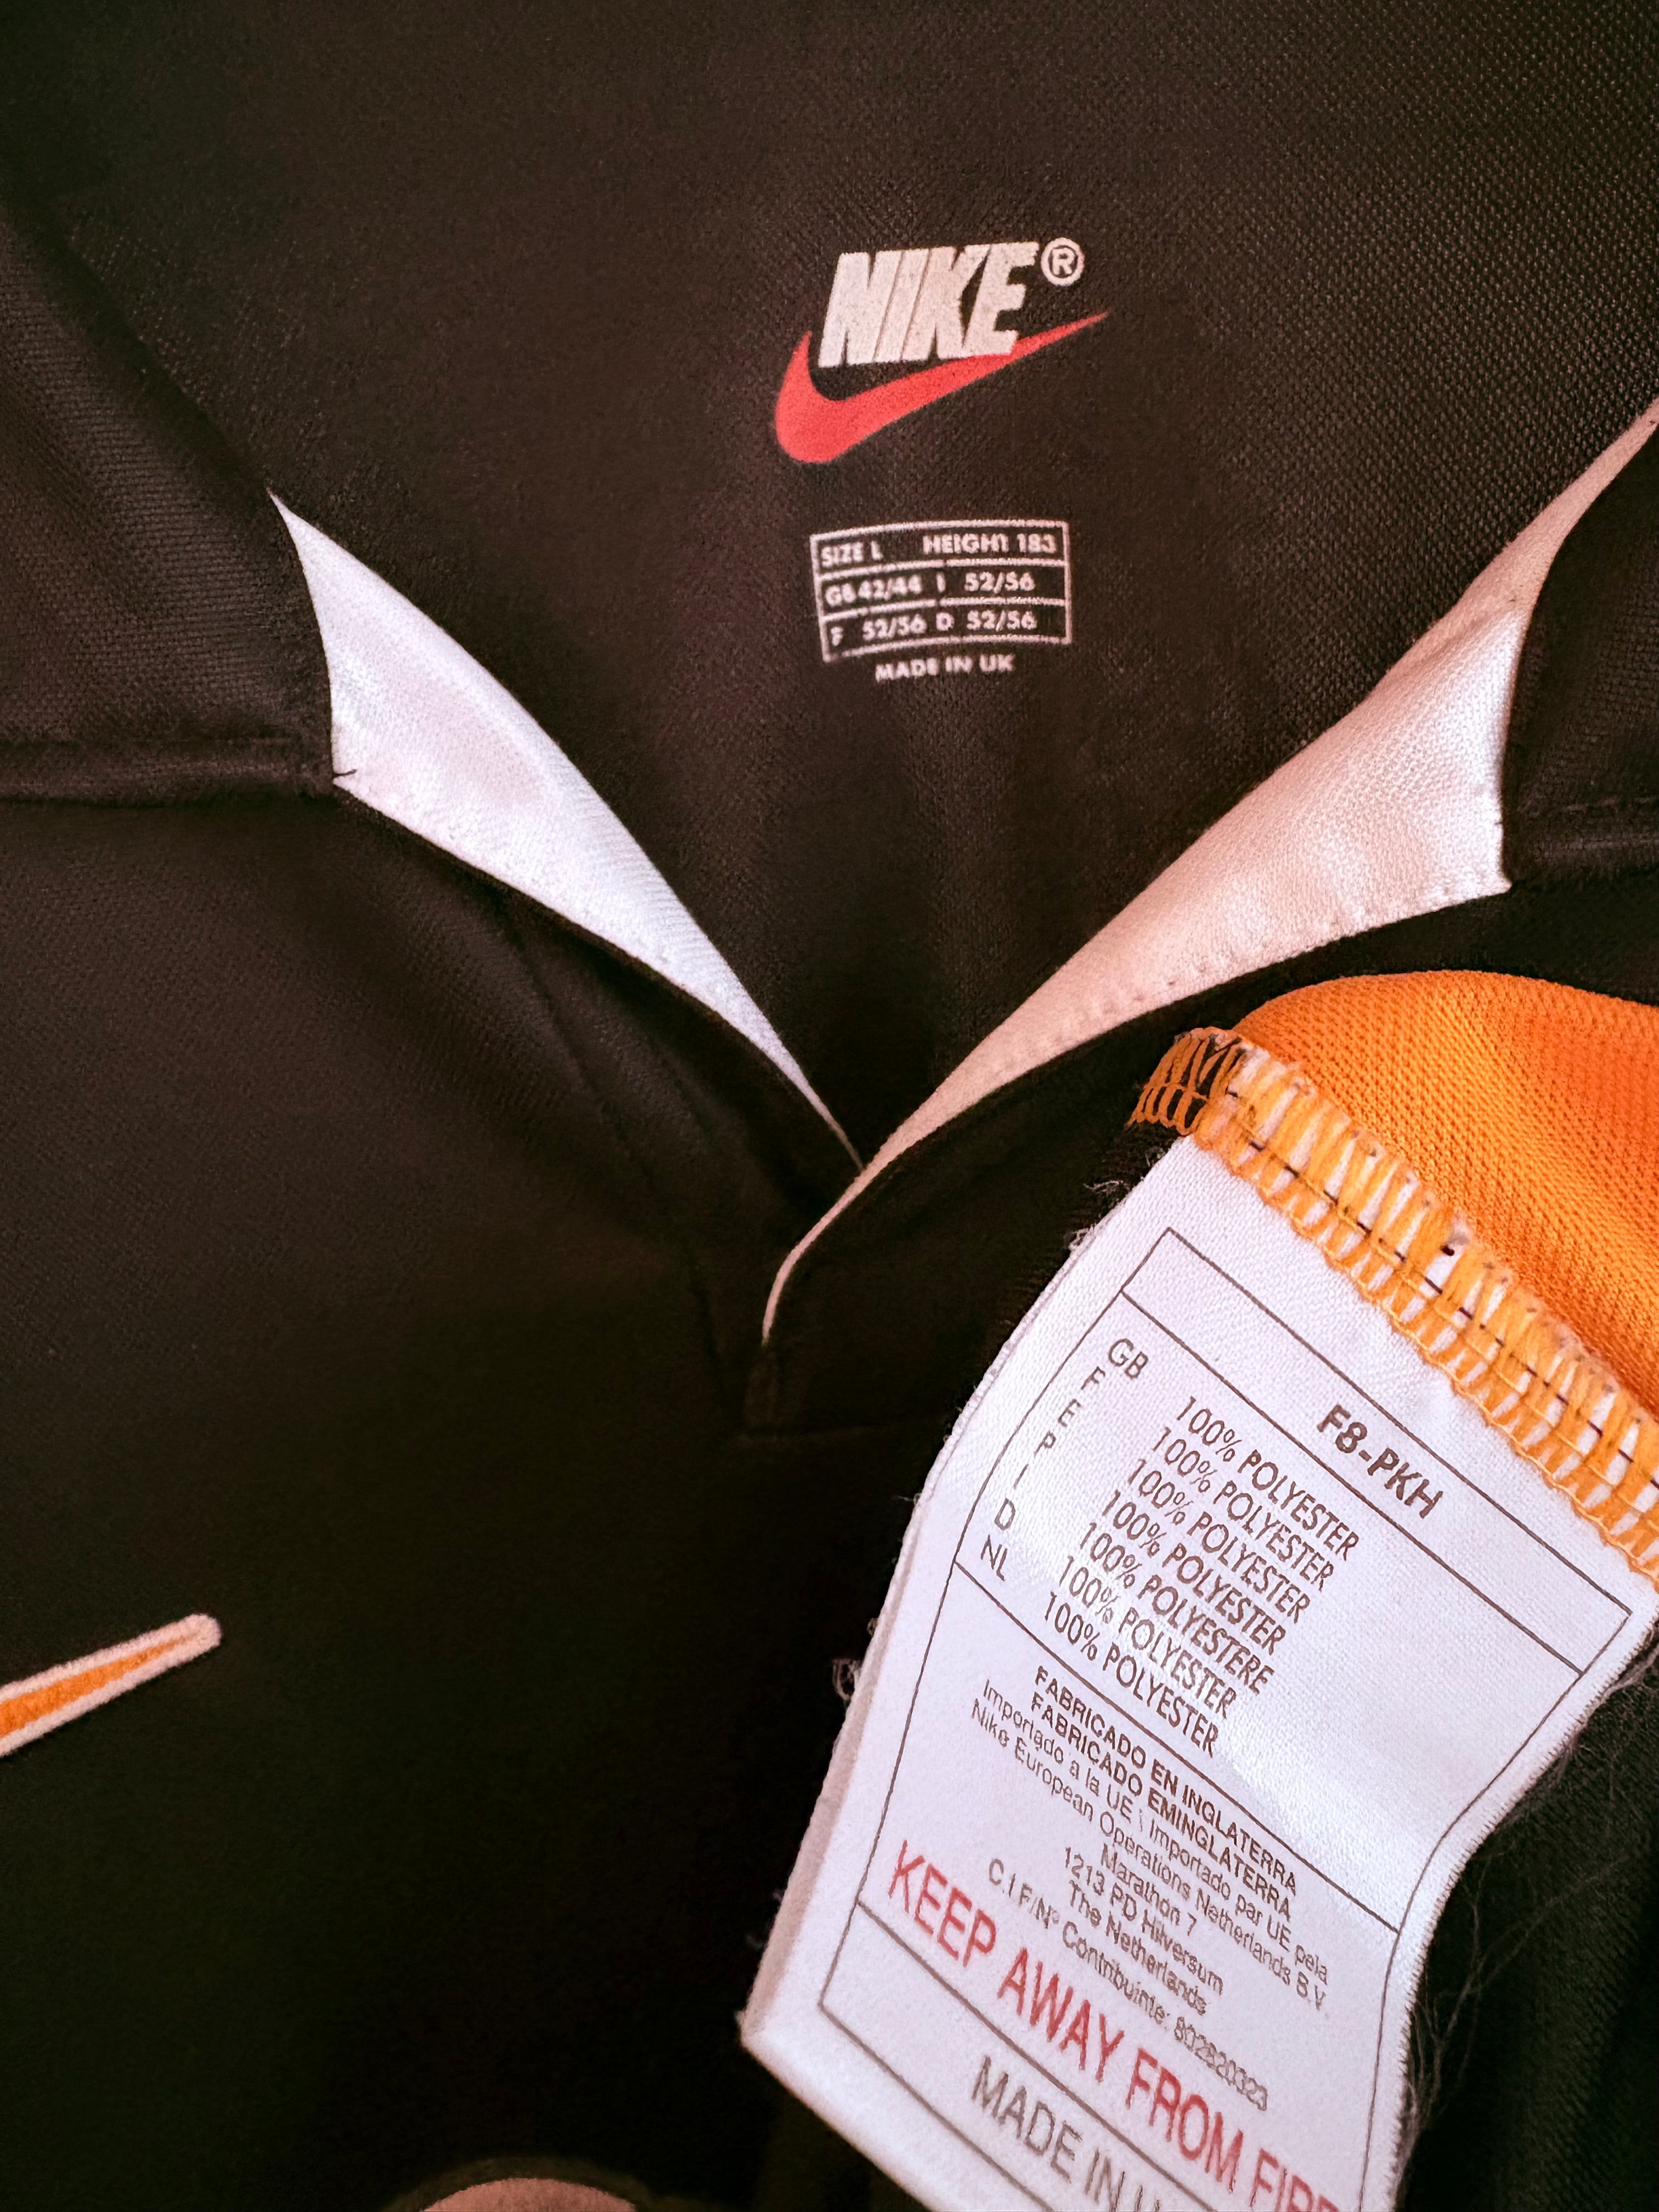 NIKE®
SIZE L HEIGHT 183
GB 42/44 I 52/56
F 52/56 D 52/56
MADE IN UK
F8-PKH
GB 100% POLYESTER
F 100% POLYESTER
E 100% POLYESTER
P 100% POLYESTER
I 100% POLYESTERE
D 100% POLYESTER
NL 100% POLYESTER
FABRICADO EN INGLATERRA
FABRICADO EMINGLATERRA
Importado a la UE \ Importado par UE pela
Nike European Operations Netherlands B.V.
Marathon 7
1213 PD Hilversum
The Netherlands
C.I F/Nº Contribuinte:
KEEP AWAY FROM FIRE
MADE IN